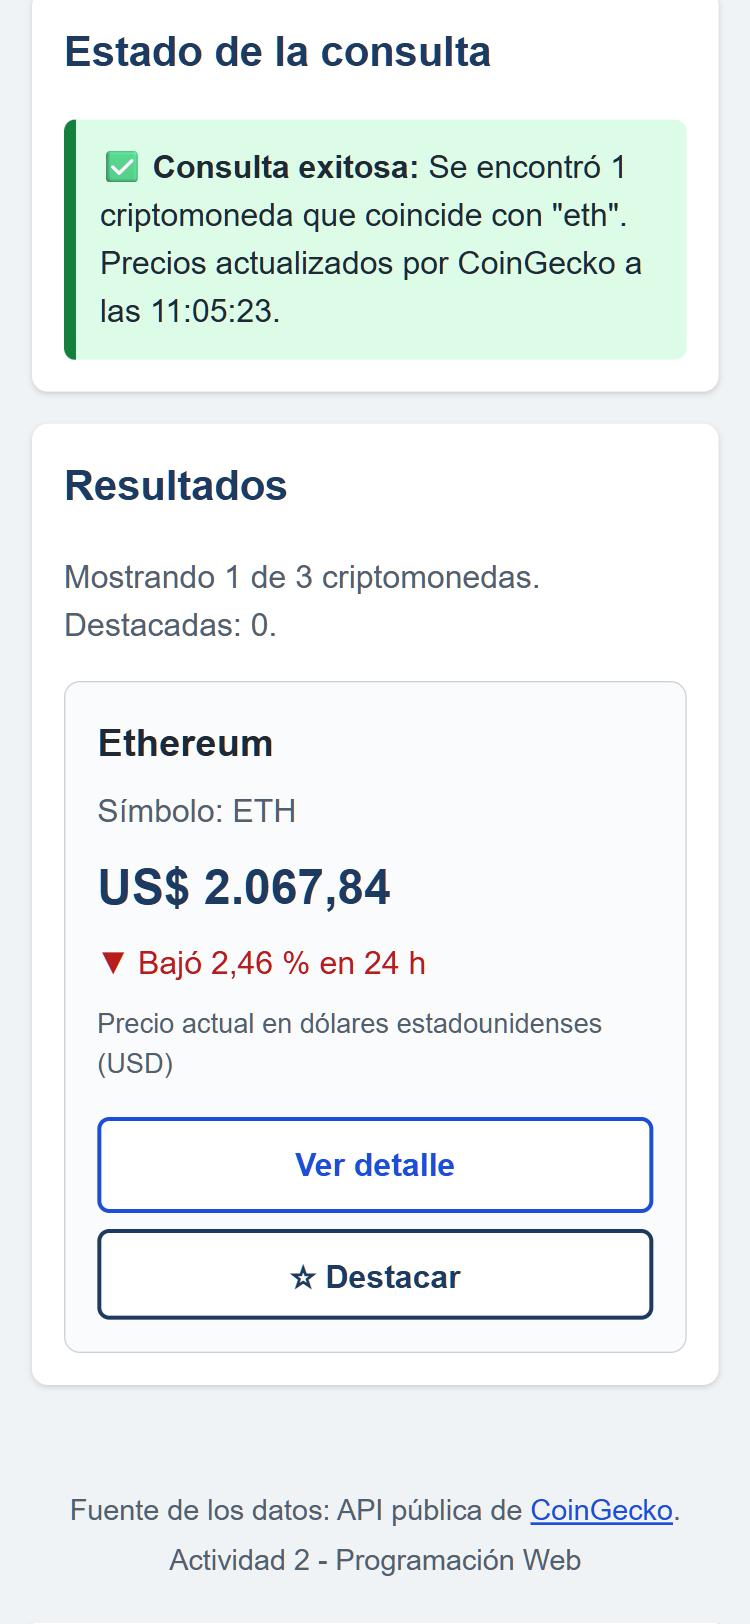 Estado de la consulta
✅ Consulta exitosa: Se encontró 1
criptomoneda que coincide con "eth".
Precios actualizados por CoinGecko a
las 11:05:23.
Resultados
Mostrando 1 de 3 criptomonedas.
Destacadas: 0.
Ethereum
Símbolo: ETH
US$ 2.067,84
▼ Bajó 2,46 % en 24 h
Precio actual en dólares estadounidenses
(USD)
Ver detalle
☆ Destacar
Fuente de los datos: API pública de CoinGecko.
Actividad 2 - Programación Web